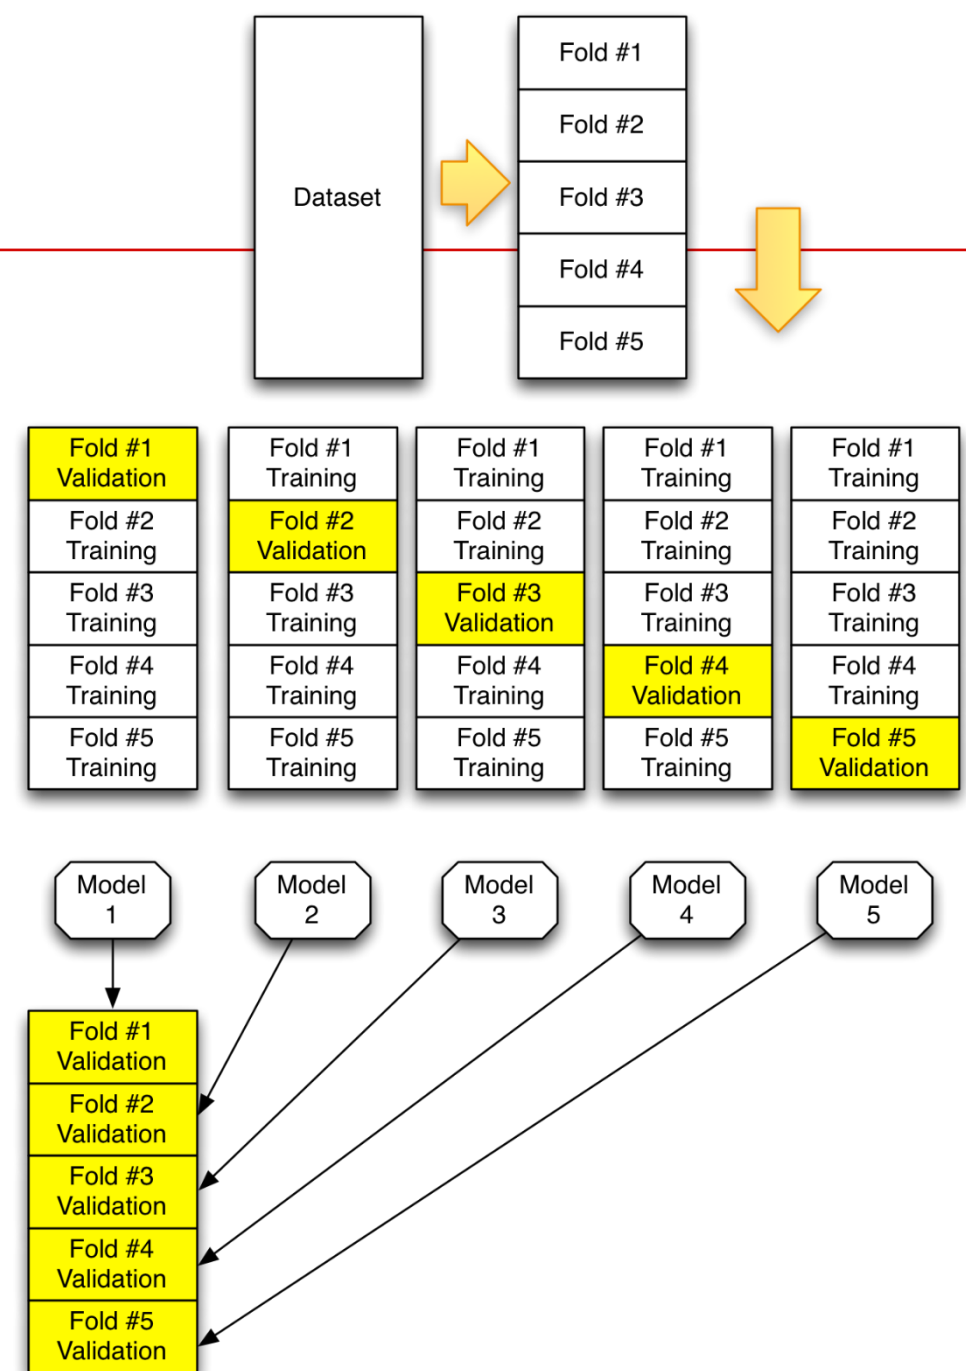 Dataset
Fold #1
Fold #2
Fold #3
Fold #4
Fold #5
Fold #1
Validation
Fold #2
Training
Fold #3
Training
Fold #4
Training
Fold #5
Training
Fold #1
Training
Fold #2
Validation
Fold #3
Training
Fold #4
Training
Fold #5
Training
Fold #1
Training
Fold #2
Training
Fold #3
Validation
Fold #4
Training
Fold #5
Training
Fold #1
Training
Fold #2
Training
Fold #3
Training
Fold #4
Validation
Fold #5
Training
Fold #1
Training
Fold #2
Training
Fold #3
Training
Fold #4
Training
Fold #5
Validation
Model
1
Model
2
Model
3
Model
4
Model
5
Fold #1
Validation
Fold #2
Validation
Fold #3
Validation
Fold #4
Validation
Fold #5
Validation